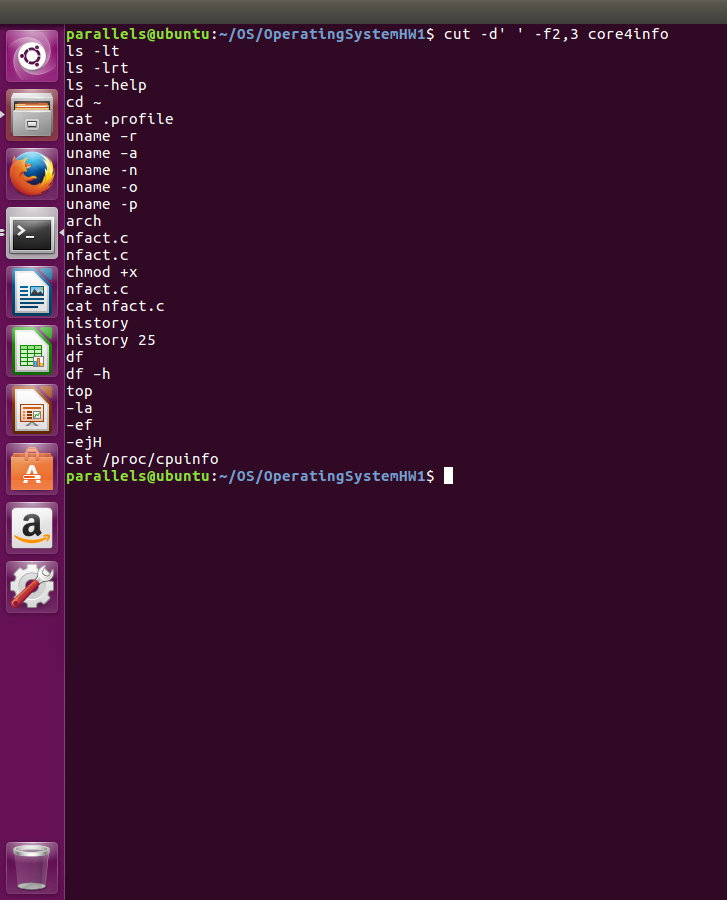 parallels@ubuntu:~/OS/OperatingSystemHW1$ cut -d' ' -f2,3 core4info
ls -lt
ls -lrt
ls --help
cd ~
cat .profile
uname –r
uname –a
uname -n
uname -o
uname -p
arch
nfact.c
nfact.c
chmod +x
nfact.c
cat nfact.c
history
history 25
df
df –h
top
–la
–ef
–ejH
cat /proc/cpuinfo
parallels@ubuntu:~/OS/OperatingSystemHW1$